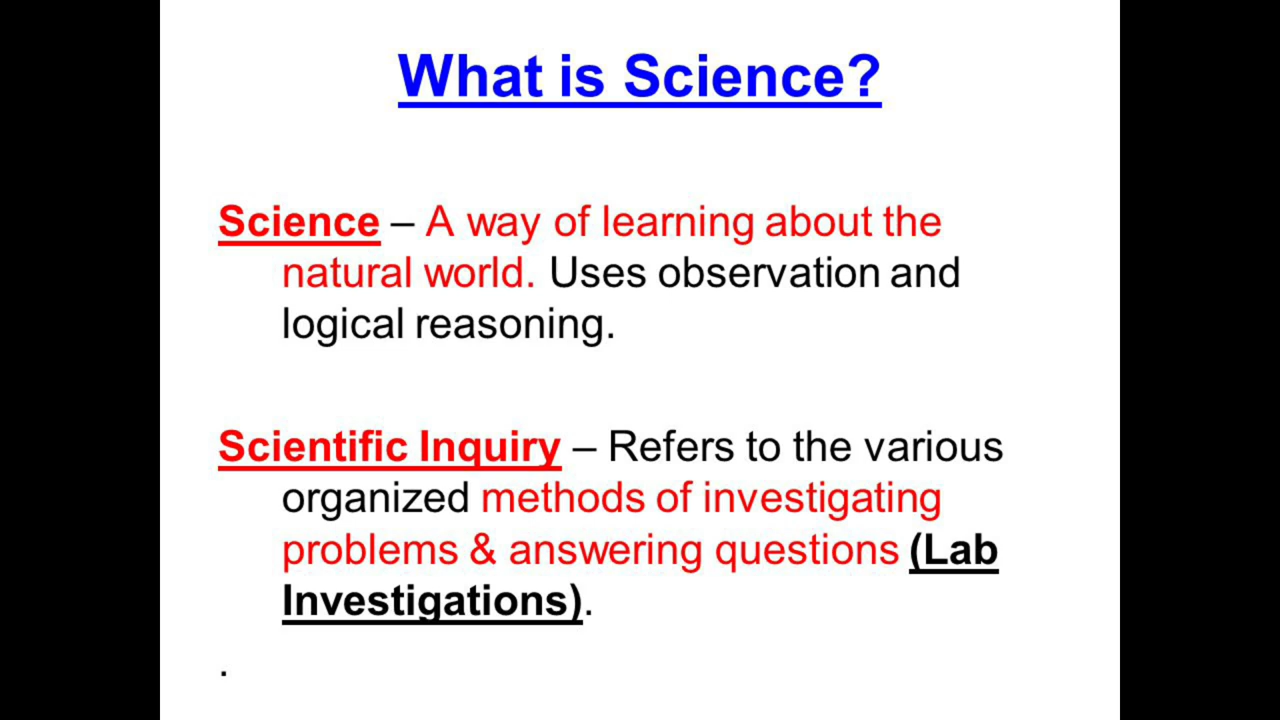 What is Science?
Science – A way of learning about the
natural world. Uses observation and
logical reasoning.
Scientific Inquiry – Refers to the various
organized methods of investigating
problems & answering questions (Lab
Investigations).
.